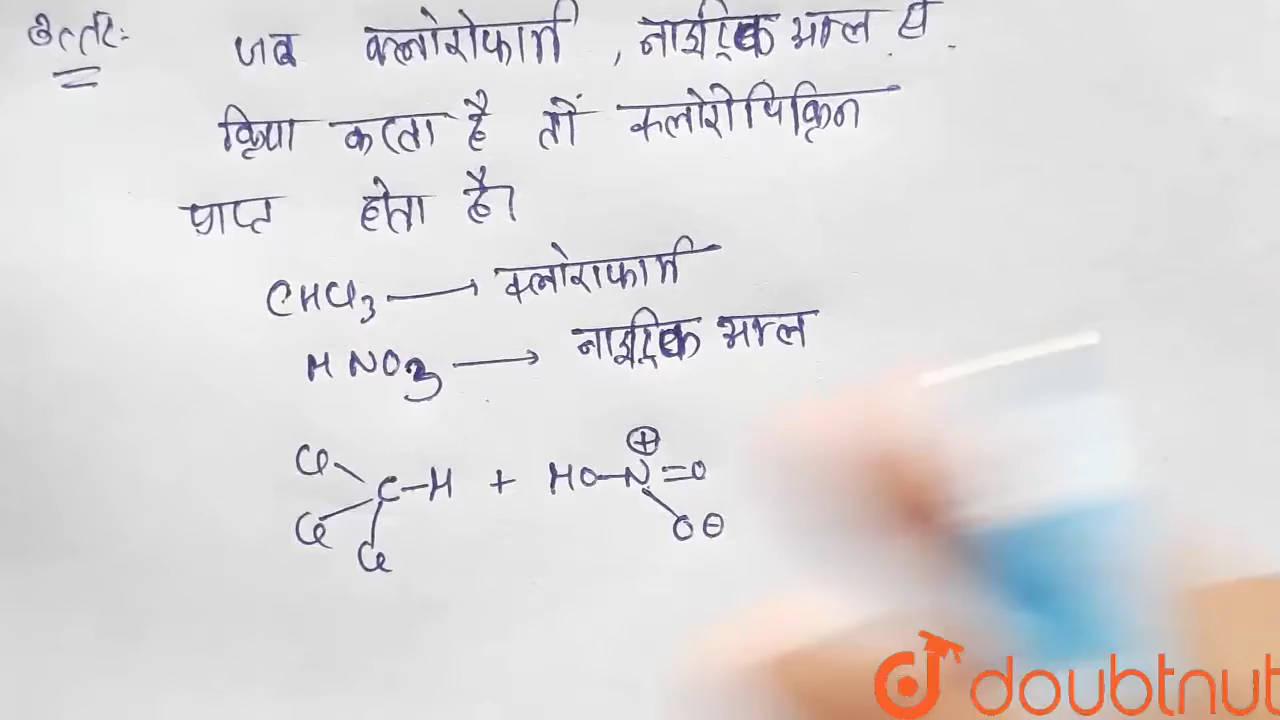 उत्तर:
जब क्लोरोफार्म , नाइट्रिक अम्ल से
क्रिया करता है तो क्लोरोपिक्रिन
प्राप्त होता है।
CHCl3 → क्लोराफार्म
HNO3 → नाइट्रिक अम्ल
Cl Cl Cl C-H + HO-N⊕=O O⊖
doubtnut